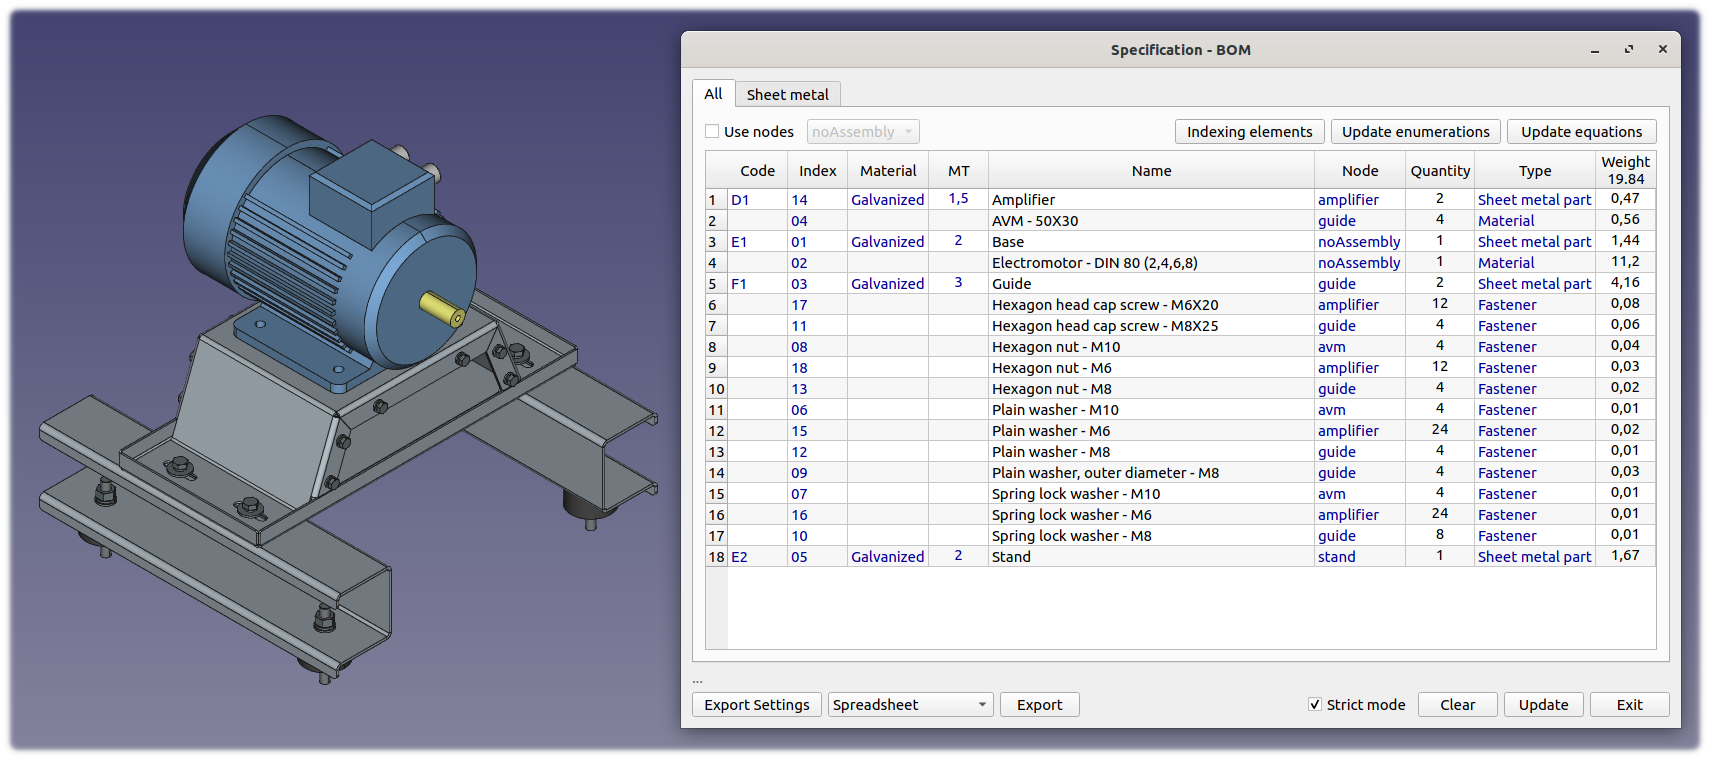 Specification - BOM
All Sheet metal
Use nodes noAssembly Indexing elements Update enumerations Update equations
Code Index Material MT Name Node Quantity Type Weight 19.84
1 D1 14 Galvanized 1,5 Amplifier amplifier 2 Sheet metal part 0,47
2 04 AVM - 50X30 guide 4 Material 0,56
3 E1 01 Galvanized 2 Base noAssembly 1 Sheet metal part 1,44
4 02 Electromotor - DIN 80 (2,4,6,8) noAssembly 1 Material 11,2
5 F1 03 Galvanized 3 Guide guide 2 Sheet metal part 4,16
6 17 Hexagon head cap screw - M6X20 amplifier 12 Fastener 0,08
7 11 Hexagon head cap screw - M8X25 guide 4 Fastener 0,06
8 08 Hexagon nut - M10 avm 4 Fastener 0,04
9 18 Hexagon nut - M6 amplifier 12 Fastener 0,03
10 13 Hexagon nut - M8 guide 4 Fastener 0,02
11 06 Plain washer - M10 avm 4 Fastener 0,01
12 15 Plain washer - M6 amplifier 24 Fastener 0,02
13 12 Plain washer - M8 guide 4 Fastener 0,01
14 09 Plain washer, outer diameter - M8 guide 4 Fastener 0,03
15 07 Spring lock washer - M10 avm 4 Fastener 0,01
16 16 Spring lock washer - M6 amplifier 24 Fastener 0,01
17 10 Spring lock washer - M8 guide 8 Fastener 0,01
18 E2 05 Galvanized 2 Stand stand 1 Sheet metal part 1,67
...
Export Settings Spreadsheet Export Strict mode Clear Update Exit